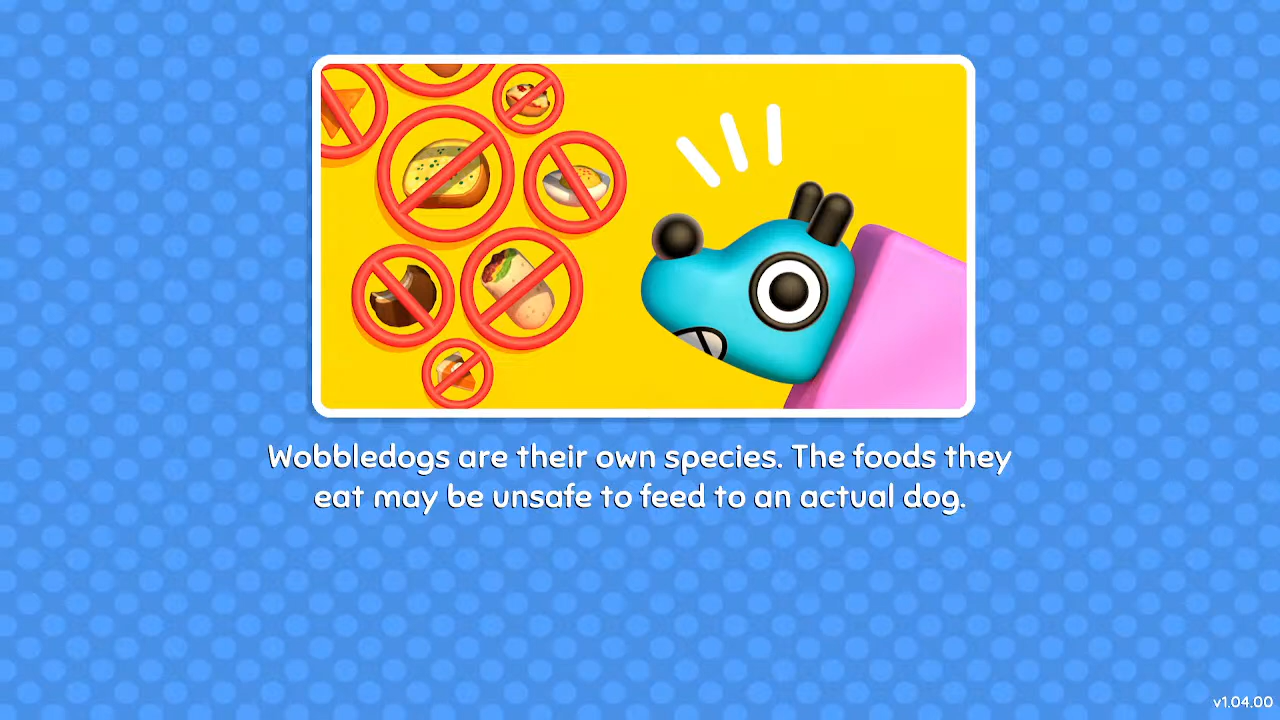 Wobbledogs are their own species. The foods they
eat may be unsafe to feed to an actual dog.
v1.04.00